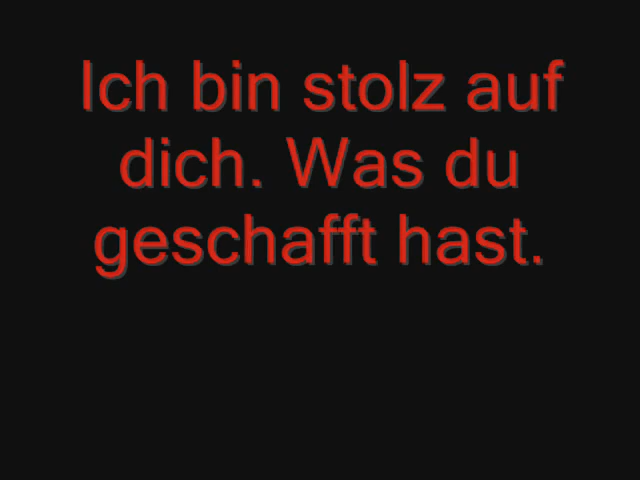 Ich bin stolz auf
dich. Was du
geschafft hast.